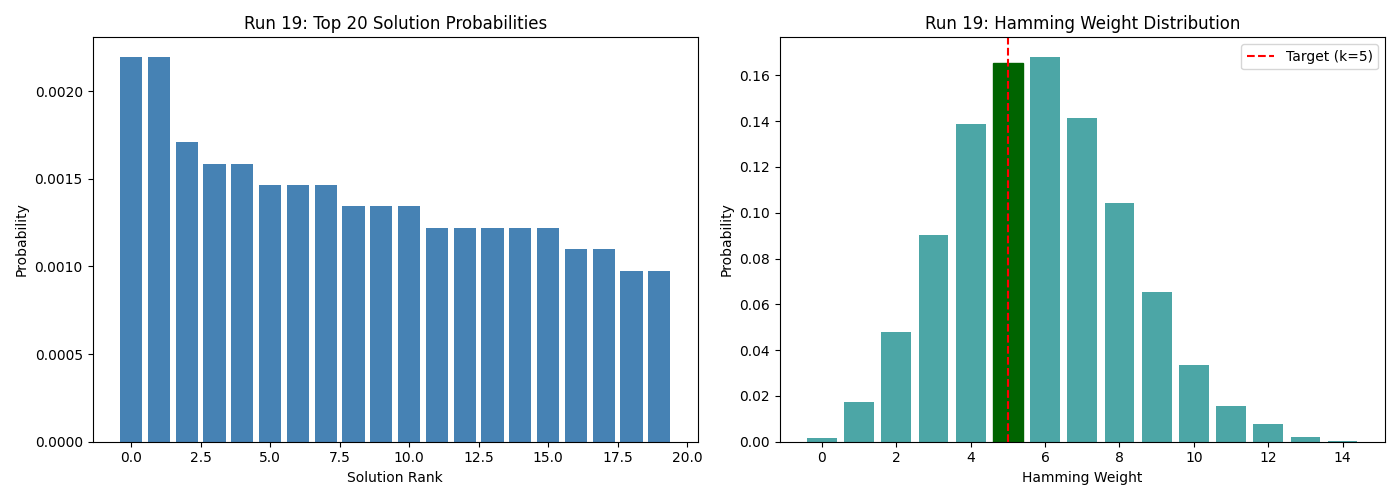 Run 19: Top 20 Solution Probabilities
Probability
0.0020
0.0015
0.0010
0.0005
0.0000
0.0 2.5 5.0 7.5 10.0 12.5 15.0 17.5 20.0
Solution Rank
Run 19: Hamming Weight Distribution
Target (k=5)
Probability
0.16
0.14
0.12
0.10
0.08
0.06
0.04
0.02
0.00
0 2 4 6 8 10 12 14
Hamming Weight